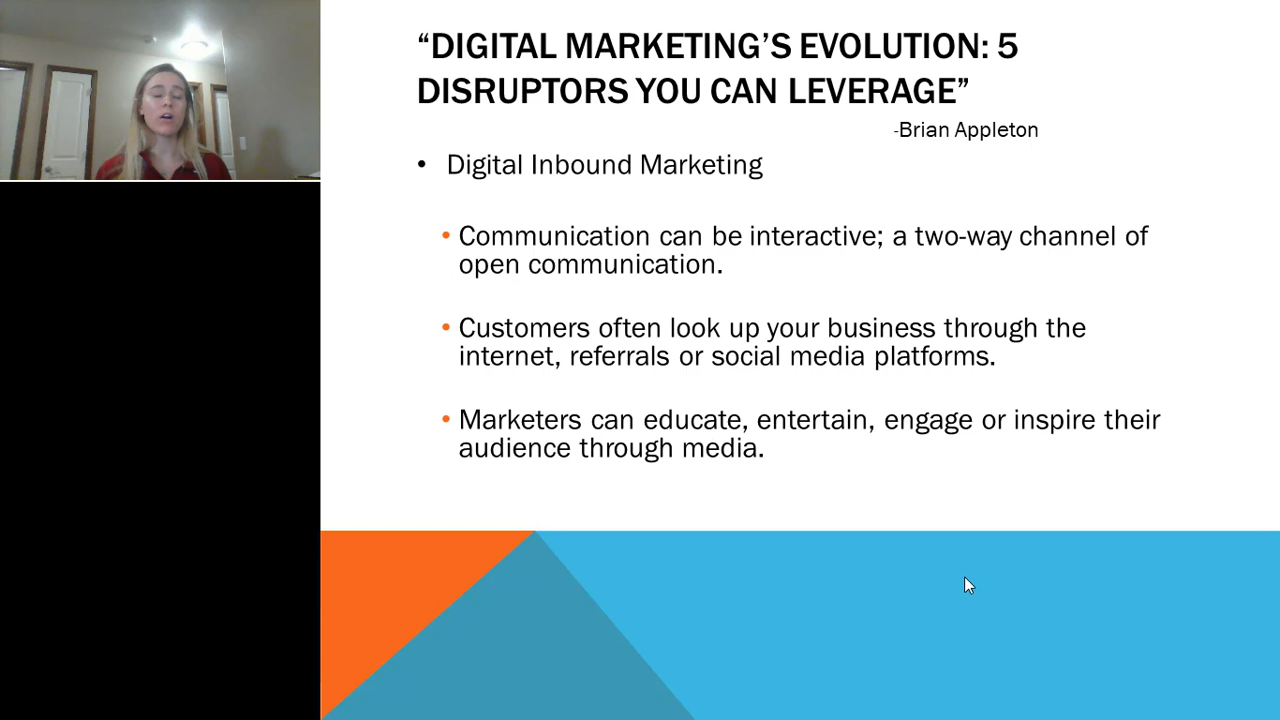 “DIGITAL MARKETING’S EVOLUTION: 5
DISRUPTORS YOU CAN LEVERAGE”
-Brian Appleton
• Digital Inbound Marketing
• Communication can be interactive; a two-way channel of
open communication.
• Customers often look up your business through the
internet, referrals or social media platforms.
• Marketers can educate, entertain, engage or inspire their
audience through media.